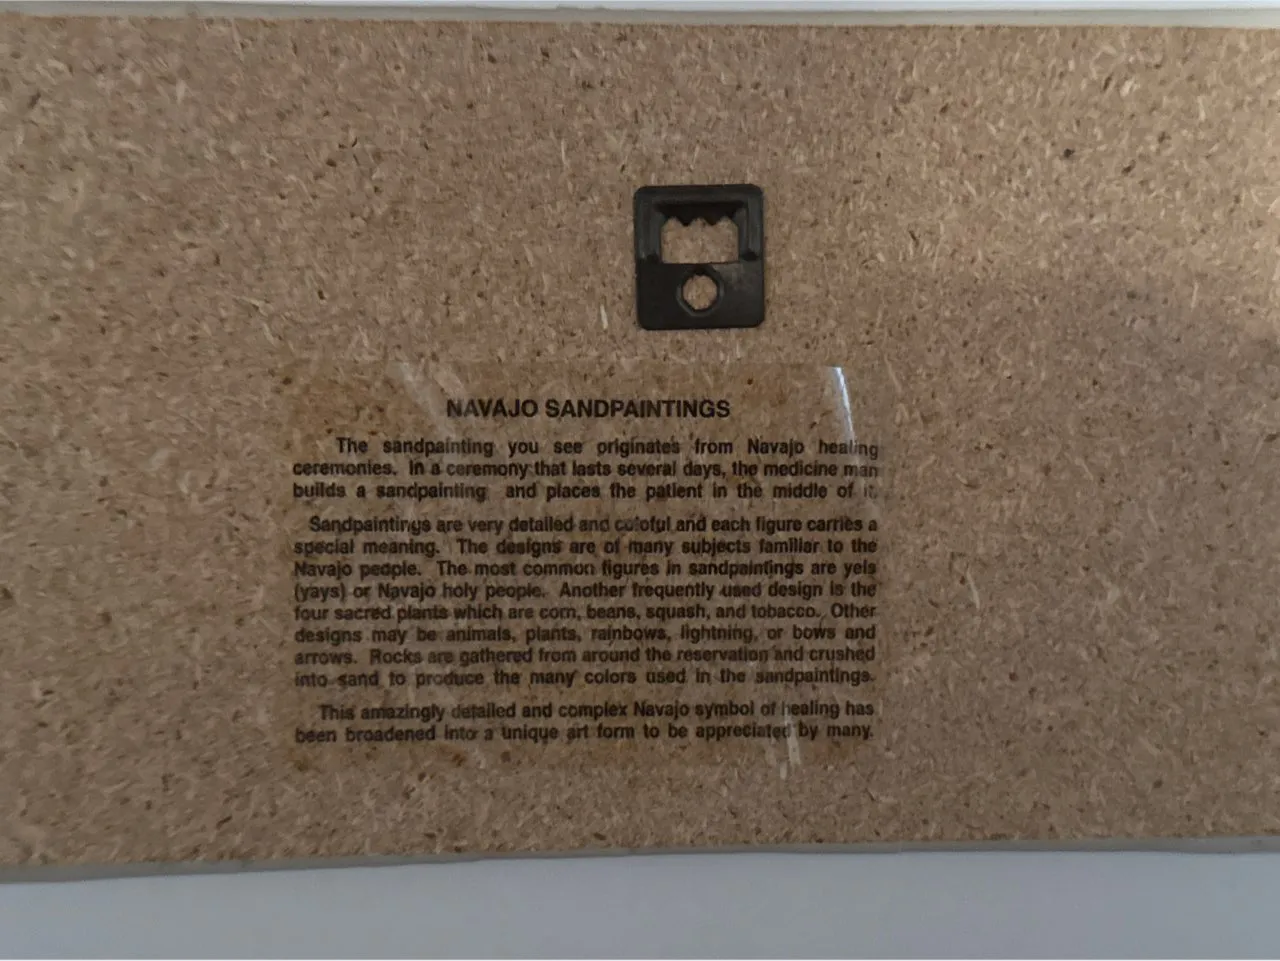 NAVAJO SANDPAINTINGS
The sandpainting you see originates from Navajo healing
ceremonies. In a ceremony that lasts several days, the medicine man
builds a sandpainting and places the patient in the middle of it.
Sandpaintings are very detailed and coloful and each figure carries a
special meaning. The designs are of many subjects familiar to the
Navajo people. The most common figures in sandpaintings are yeis
(yays) or Navajo holy people. Another frequently used design is the
four sacred plants which are corn, beans, squash, and tobacco. Other
designs may be animals, plants, rainbows, lightning, or bows and
arrows. Rocks are gathered from around the reservation and crushed
into sand to produce the many colors used in the sandpaintings.
This amazingly detailed and complex Navajo symbol of healing has
been broadened into a unique art form to be appreciated by many.